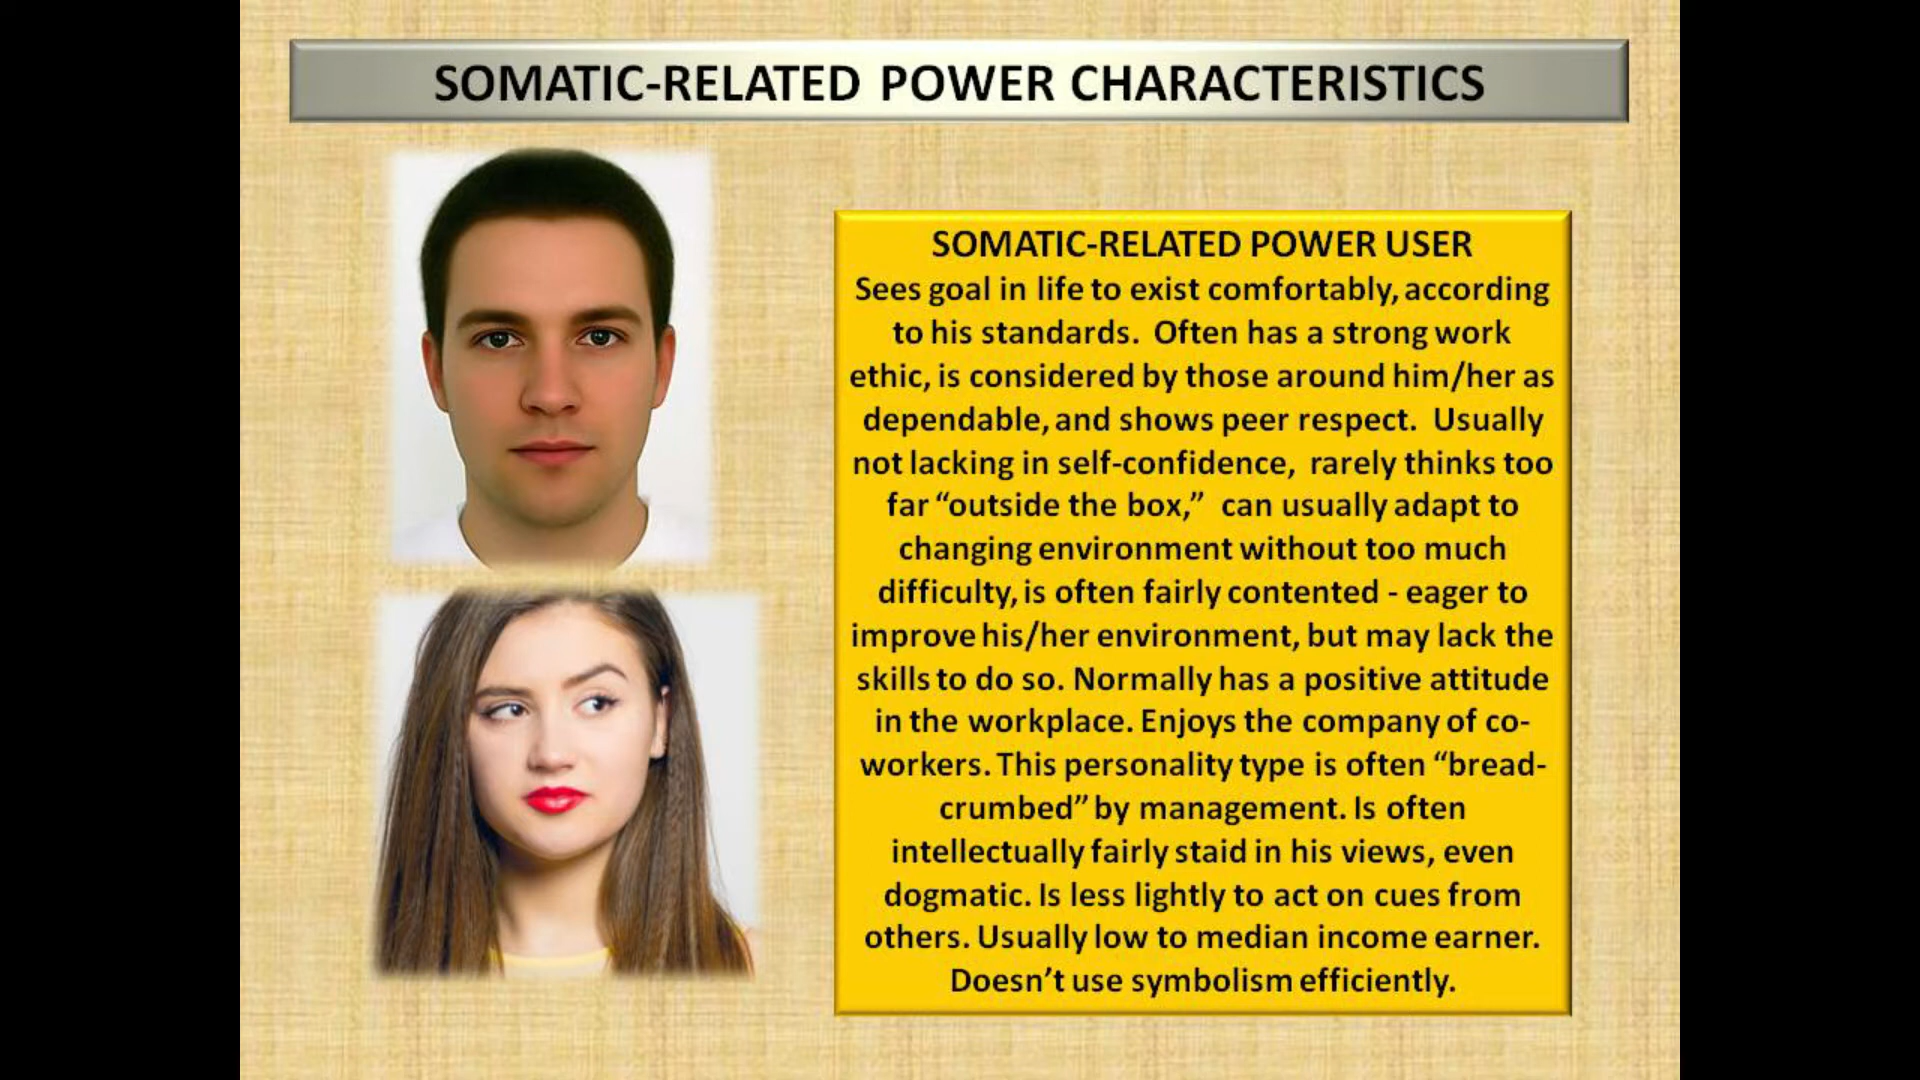 SOMATIC-RELATED POWER CHARACTERISTICS
SOMATIC-RELATED POWER USER
Sees goal in life to exist comfortably, according
to his standards. Often has a strong work
ethic, is considered by those around him/her as
dependable, and shows peer respect. Usually
not lacking in self-confidence, rarely thinks too
far “outside the box,” can usually adapt to
changing environment without too much
difficulty, is often fairly contented - eager to
improve his/her environment, but may lack the
skills to do so. Normally has a positive attitude
in the workplace. Enjoys the company of co-
workers. This personality type is often “bread-
crumbed” by management. Is often
intellectually fairly staid in his views, even
dogmatic. Is less lightly to act on cues from
others. Usually low to median income earner.
Doesn’t use symbolism efficiently.